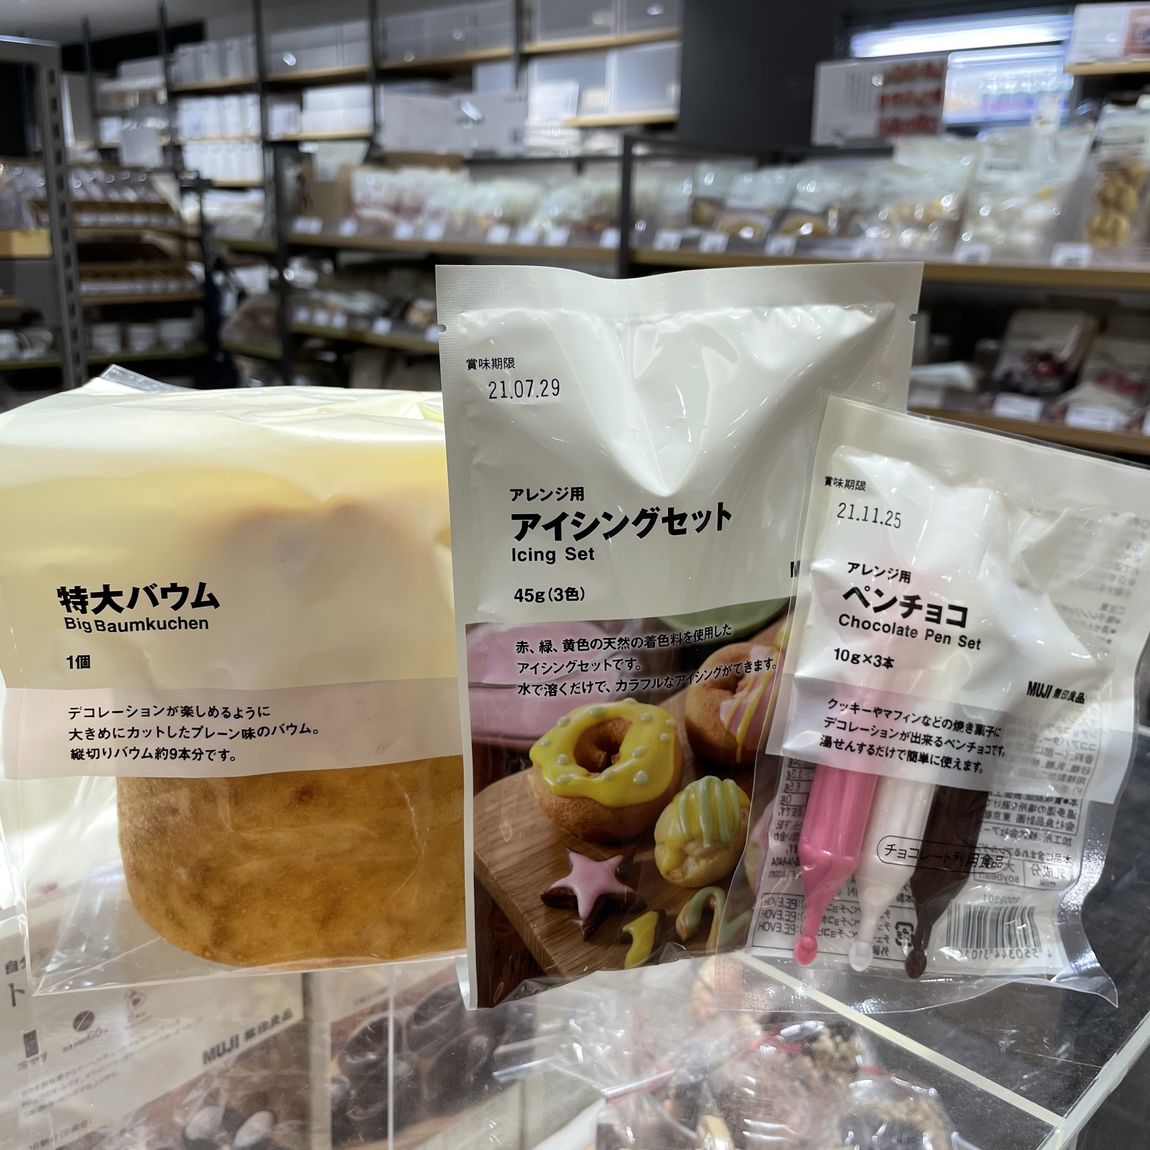 特大バウム
Big Baumkuchen
1個
デコレーションが楽しめるように
大きめにカットしたプレーン味のバウム。
縦切りバウム約9本分です。
賞味期限
21.07.29
アレンジ用
アイシングセット
Icing Set
45g(3色)
赤、緑、黄色の天然の着色料を使用した
アイシングセットです。
水で溶くだけで、カラフルなアイシングができます。
賞味期限
21.11.25
アレンジ用
ペンチョコ
Chocolate Pen Set
10g×3本
MUJI 無印良品
クッキーやマフィンなどの焼き菓子に
デコレーションが出来るペンチョコです。
湯せんするだけで簡単に使えます。
チョコレート利用食品
MUJI 無印良品